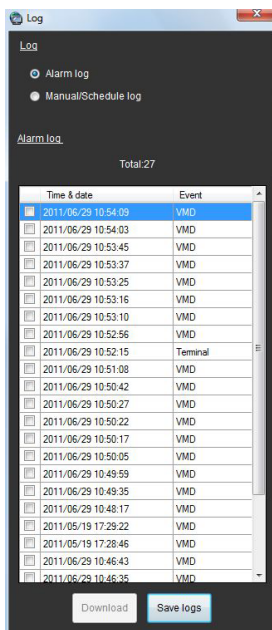 Log
Log
Alarm log
Manual/Schedule log
Alarm log
Total:27
Time & date Event
2011/06/29 10:54:09 VMD
2011/06/29 10:54:03 VMD
2011/06/29 10:53:45 VMD
2011/06/29 10:53:37 VMD
2011/06/29 10:53:25 VMD
2011/06/29 10:53:16 VMD
2011/06/29 10:53:10 VMD
2011/06/29 10:52:56 VMD
2011/06/29 10:52:15 Terminal
2011/06/29 10:51:08 VMD
2011/06/29 10:50:42 VMD
2011/06/29 10:50:27 VMD
2011/06/29 10:50:22 VMD
2011/06/29 10:50:17 VMD
2011/06/29 10:50:05 VMD
2011/06/29 10:49:59 VMD
2011/06/29 10:49:35 VMD
2011/06/29 10:48:17 VMD
2011/05/19 17:29:22 VMD
2011/05/19 17:28:46 VMD
2011/06/29 10:46:43 VMD
2011/06/29 10:46:35 VMD
Download Save logs